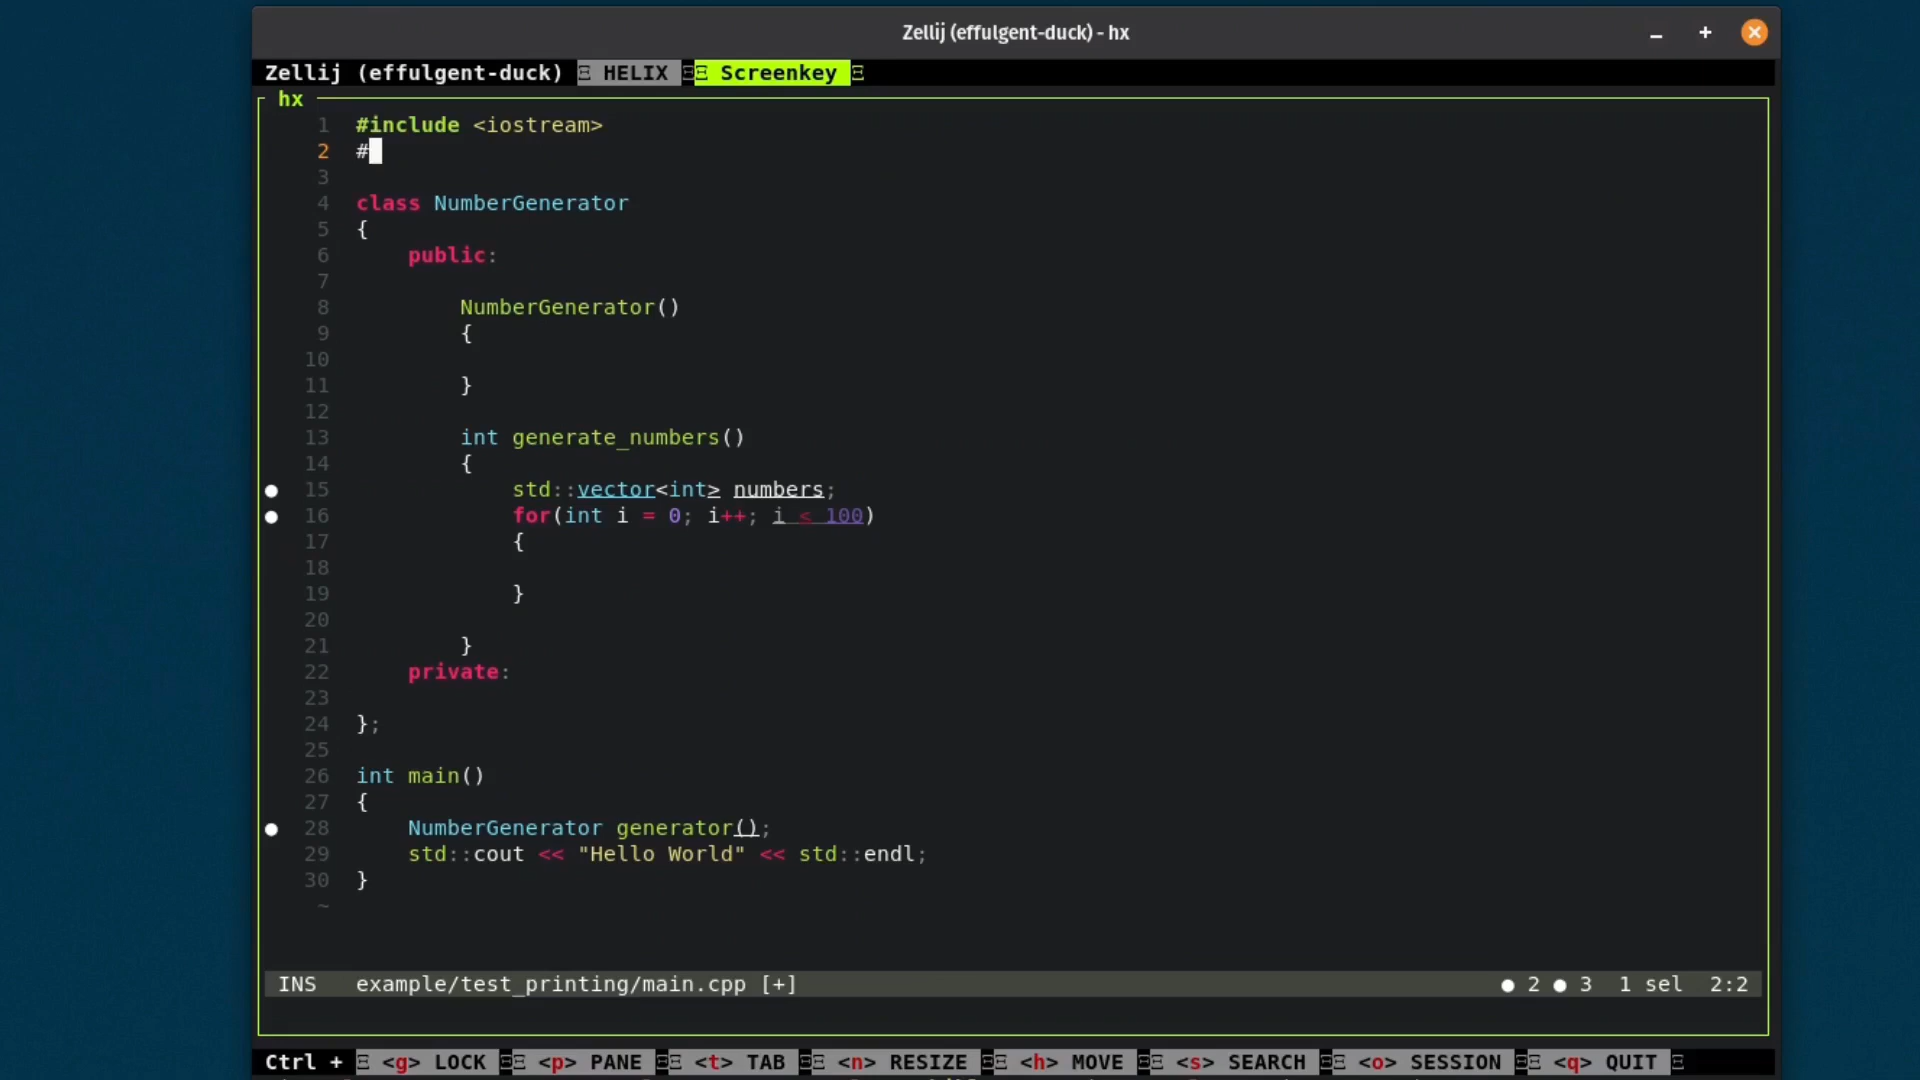 Zellij (effulgent-duck) - hx
Zellij (effulgent-duck) HELIX Screenkey
hx
1 #include <iostream>
2 #
3
4 class NumberGenerator
5 {
6 public:
7
8 NumberGenerator()
9 {
10
11 }
12
13 int generate_numbers()
14 {
15 std::vector<int> numbers;
16 for(int i = 0; i++; i < 100)
17 {
18
19 }
20
21 }
22 private:
23
24 };
25
26 int main()
27 {
28 NumberGenerator generator();
29 std::cout << "Hello World" << std::endl;
30 }
~
INS example/test_printing/main.cpp [+] ● 2 ● 3 1 sel 2:2
Ctrl + <g> LOCK <p> PANE <t> TAB <n> RESIZE <h> MOVE <s> SEARCH <o> SESSION <q> QUIT